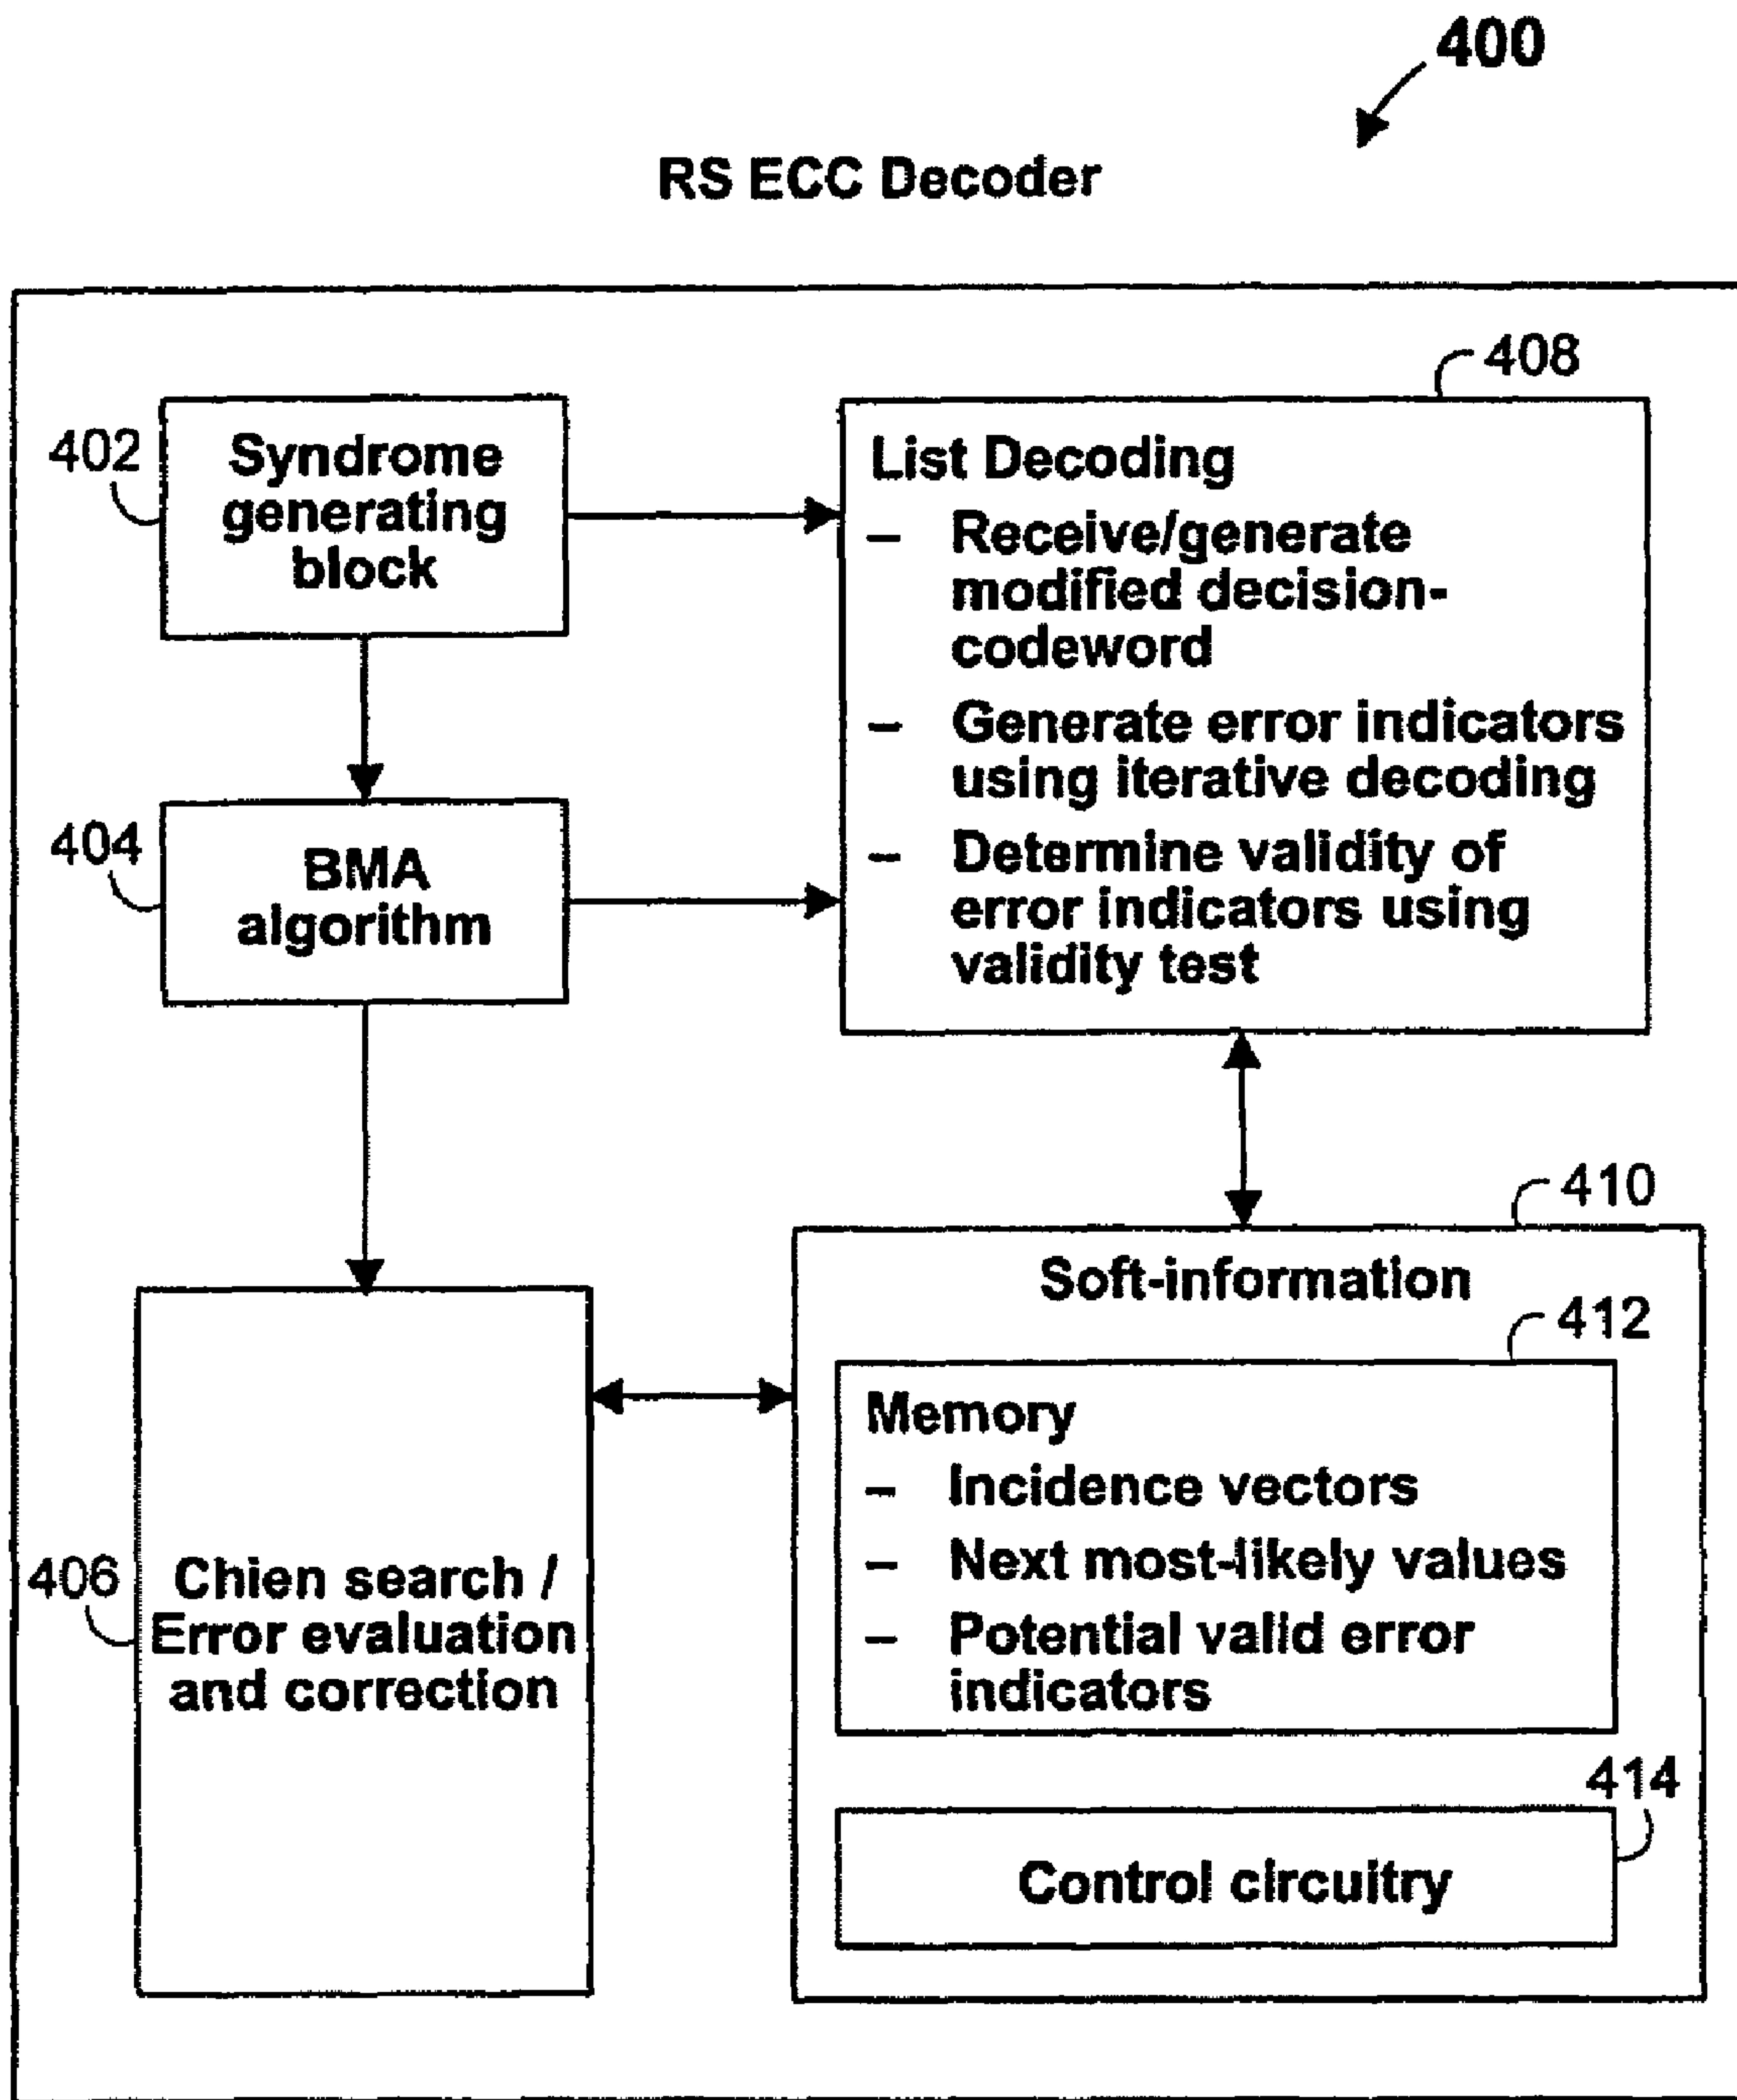 400
RS ECC Decoder
408
402
Syndrome
generating
block
List Decoding
– Receive/generate
modified decision-
codeword
– Generate error indicators
using iterative decoding
– Determine validity of
error indicators using
validity test
404
BMA
algorithm
410
Soft-information
412
Memory
– Incidence vectors
– Next most-likely values
– Potential valid error
indicators
406
Chien search /
Error evaluation
and correction
414
Control circuitry